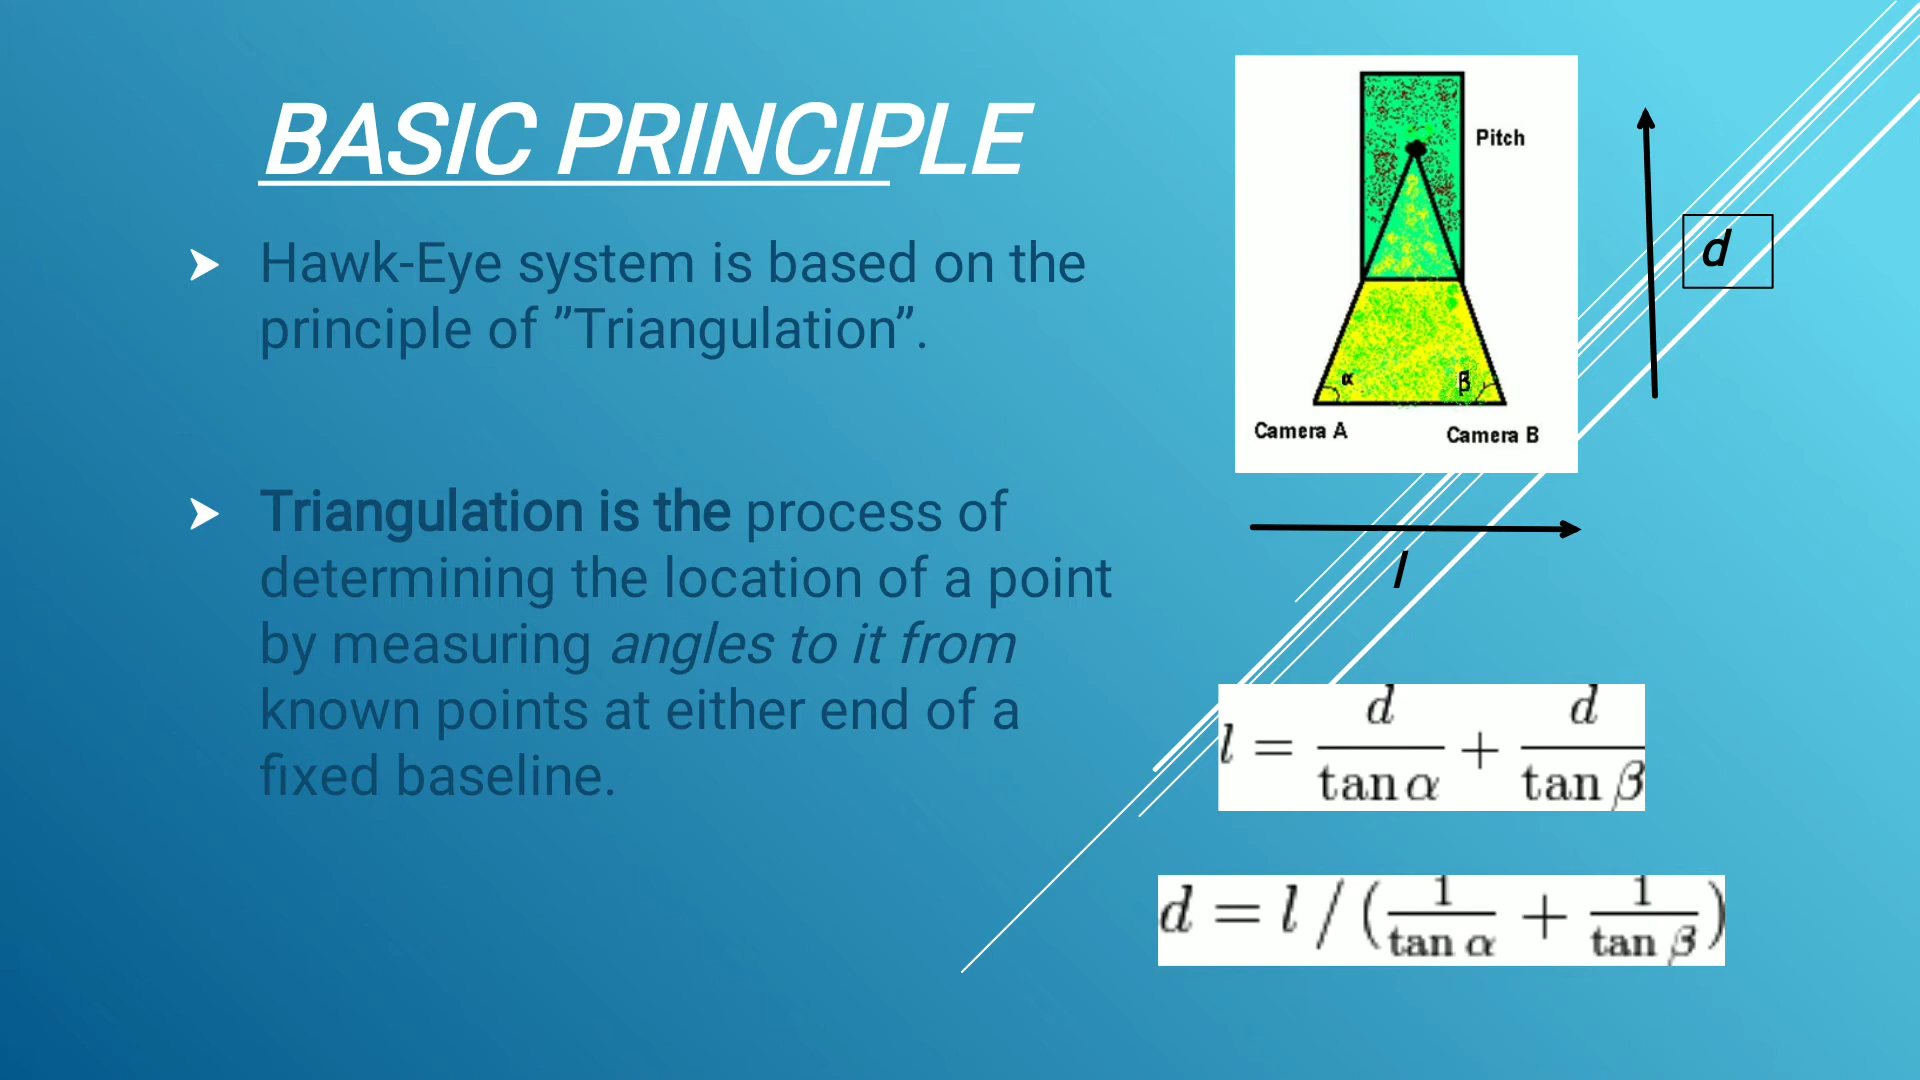 BASIC PRINCIPLE
Hawk-Eye system is based on the
principle of ”Triangulation”.
Triangulation is the process of
determining the location of a point
by measuring angles to it from
known points at either end of a
fixed baseline.
Pitch
α
β
Camera A
Camera B
d
l
l = d/tan α + d/tan β
d = l / (1/tan α + 1/tan β)